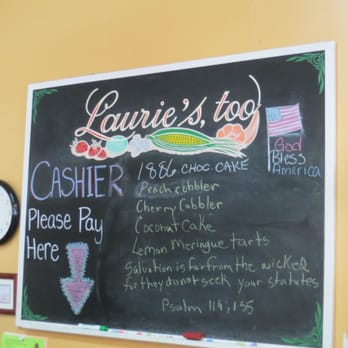 Laurie's, too
God
Bless
America
CASHIER
Please Pay
Here
1886 CHOC CAKE
Peach cobbler
Cherry Cobbler
Coconut Cake
Lemon Meringue tarts
Salvation is far from the wicked
for they do not seek your statutes
Psalm 119:155